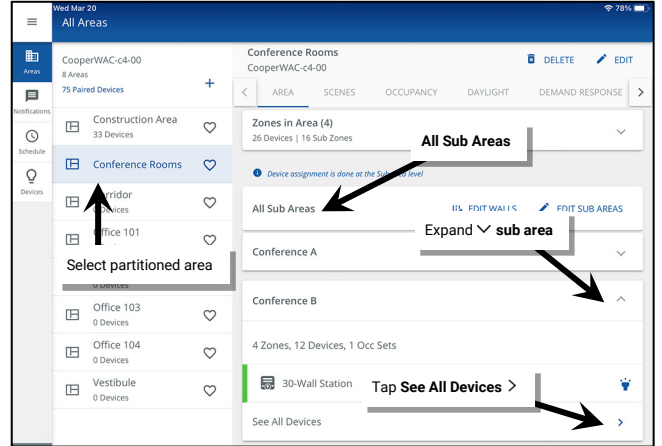 Wed Mar 20
78%
All Areas
Areas
Notifications
Schedule
Devices
CooperWAC-c4-00
8 Areas
75 Paired Devices
+
Construction Area
33 Devices
Conference Rooms
Corridor
0 Devices
Office 101
Select partitioned area
0 Devices
Office 103
0 Devices
Office 104
0 Devices
Vestibule
0 Devices
Conference Rooms
CooperWAC-c4-00
DELETE
EDIT
AREA SCENES OCCUPANCY DAYLIGHT DEMAND RESPONSE
Zones in Area (4)
26 Devices | 16 Sub Zones
All Sub Areas
Device assignment is done at the Sub Area level
All Sub Areas
EDIT WALLS
EDIT SUB AREAS
Expand sub area
Conference A
Conference B
4 Zones, 12 Devices, 1 Occ Sets
30-Wall Station
Tap See All Devices >
See All Devices